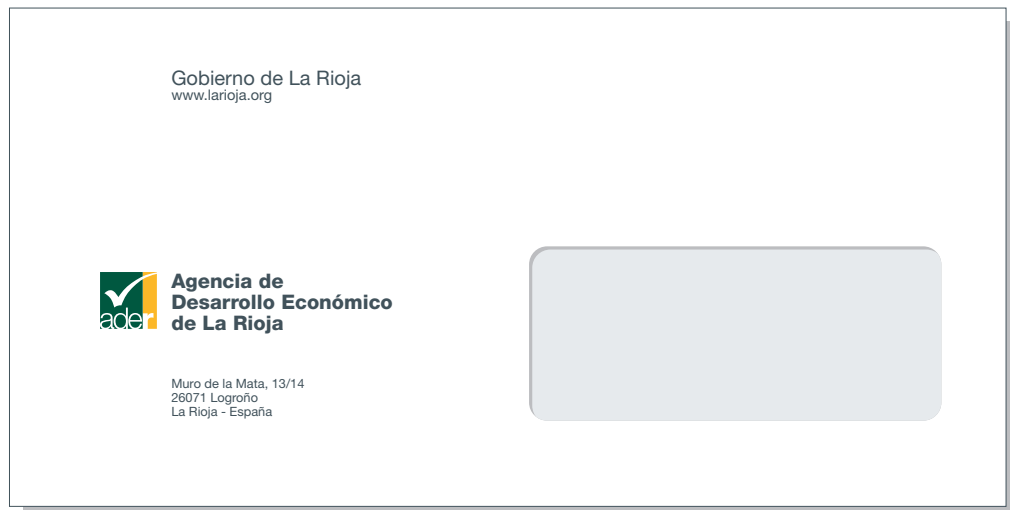 Gobierno de La Rioja
www.larioja.org
ader
Agencia de
Desarrollo Económico
de La Rioja
Muro de la Mata, 13/14
26071 Logroño
La Rioja - España